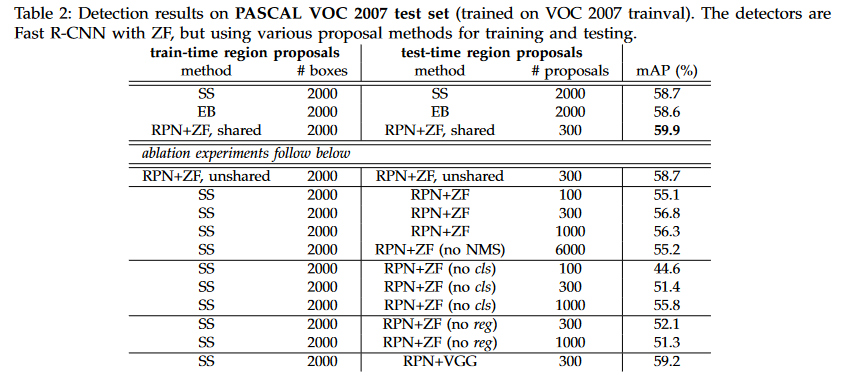 Table 2: Detection results on PASCAL VOC 2007 test set (trained on VOC 2007 trainval). The detectors are
Fast R-CNN with ZF, but using various proposal methods for training and testing.
train-time region proposals test-time region proposals
method # boxes method # proposals mAP (%)
SS 2000 SS 2000 58.7
EB 2000 EB 2000 58.6
RPN+ZF, shared 2000 RPN+ZF, shared 300 59.9
ablation experiments follow below
RPN+ZF, unshared 2000 RPN+ZF, unshared 300 58.7
SS 2000 RPN+ZF 100 55.1
SS 2000 RPN+ZF 300 56.8
SS 2000 RPN+ZF 1000 56.3
SS 2000 RPN+ZF (no NMS) 6000 55.2
SS 2000 RPN+ZF (no cls) 100 44.6
SS 2000 RPN+ZF (no cls) 300 51.4
SS 2000 RPN+ZF (no cls) 1000 55.8
SS 2000 RPN+ZF (no reg) 300 52.1
SS 2000 RPN+ZF (no reg) 1000 51.3
SS 2000 RPN+VGG 300 59.2